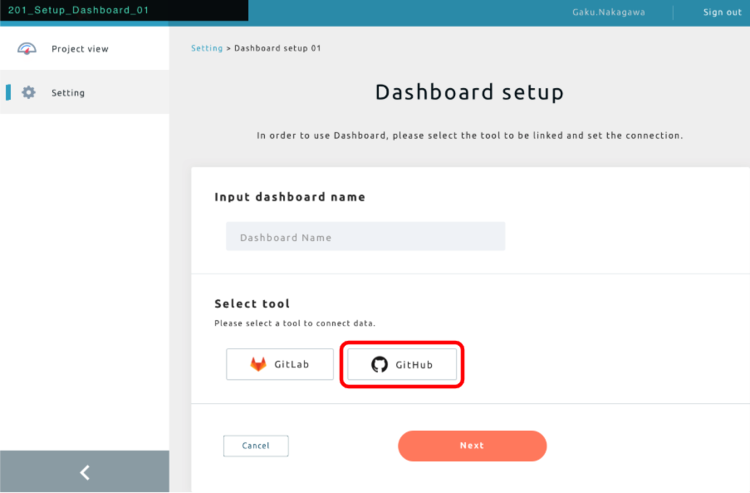 201_Setup_Dashboard_01
Gaku.Nakagawa
Sign out
Project view
Setting
Setting > Dashboard setup 01
Dashboard setup
In order to use Dashboard, please select the tool to be linked and set the connection.
Input dashboard name
Dashboard Name
Select tool
Please select a tool to connect data.
GitLab
GitHub
Cancel
Next